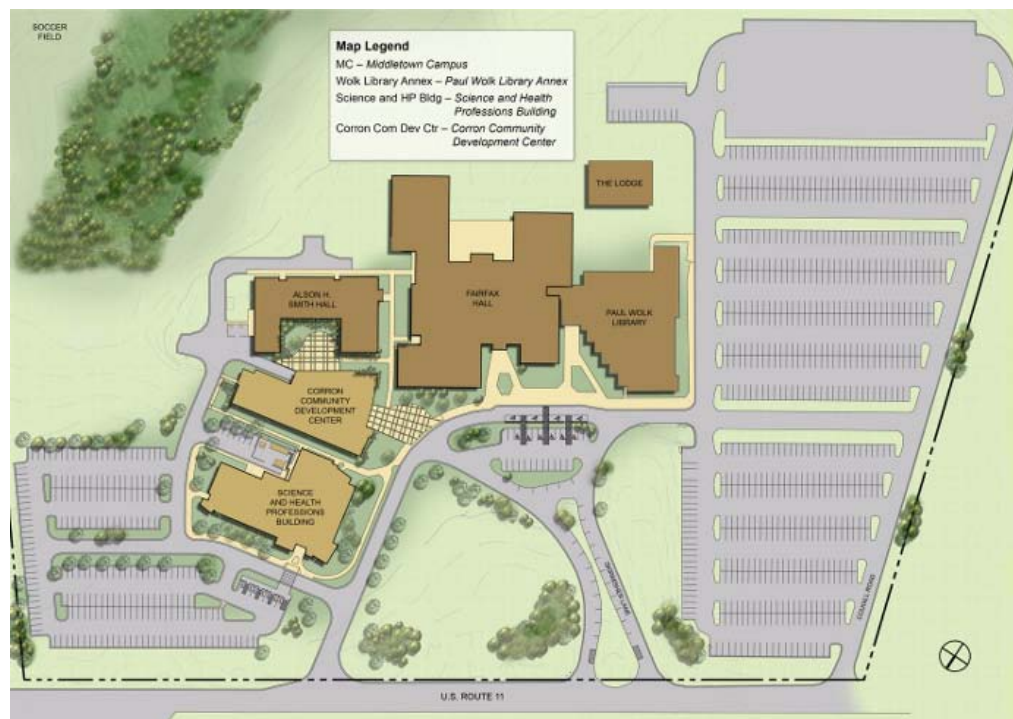 SOCCER
FIELD
Map Legend
MC – Middletown Campus
Wolk Library Annex – Paul Wolk Library Annex
Science and HP Bldg – Science and Health
Professions Building
Corron Com Dev Ctr – Corron Community
Development Center
THE LODGE
ALSON H.
SMITH HALL
FAIRFAX
HALL
PAUL WOLK
LIBRARY
CORRON
COMMUNITY
DEVELOPMENT
CENTER
SCIENCE
AND HEALTH
PROFESSIONS
BUILDING
LANE
ROAD
U.S. ROUTE 11